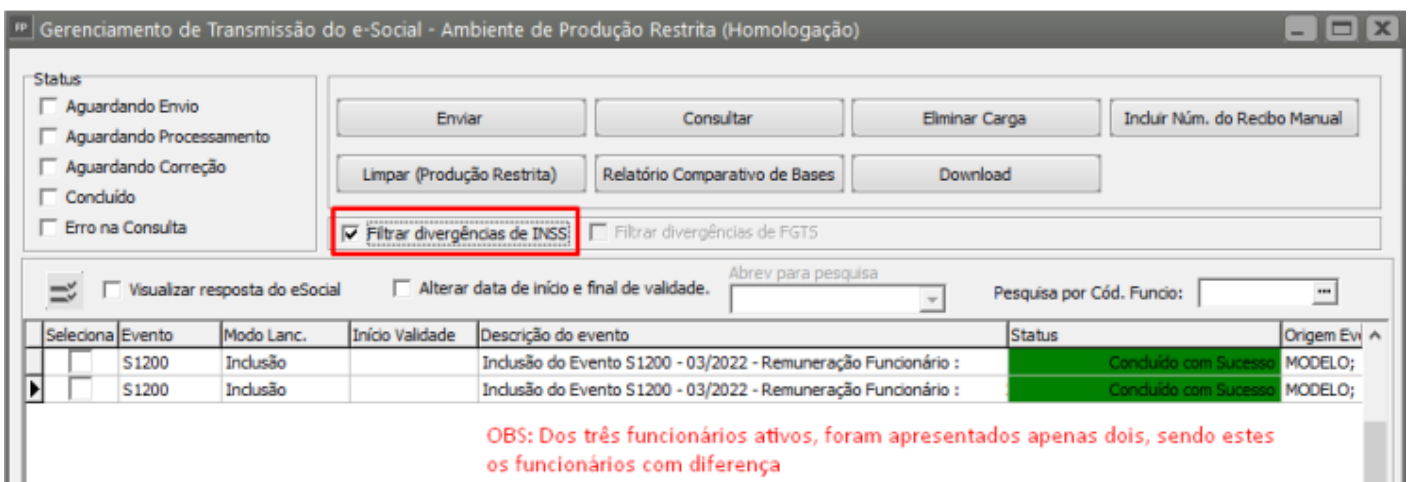 FP Gerenciamento de Transmissão do e-Social - Ambiente de Produção Restrita (Homologação)
Status
Aguardando Envio
Aguardando Processamento
Aguardando Correção
Concluído
Erro na Consulta
Enviar Consultar Eliminar Carga Incluir Núm. do Recibo Manual
Limpar (Produção Restrita) Relatório Comparativo de Bases Download
Filtrar divergências de INSS Filtrar divergências de FGTS
Visualizar resposta do eSocial Alterar data de início e final de validade. Abrev para pesquisa Pesquisa por Cód. Funcio: ...
Seleciona Evento Modo Lanc. Início Validade Descrição do evento Status Origem Ev
S1200 Inclusão Inclusão do Evento S1200 - 03/2022 - Remuneração Funcionário : Concluído com Sucesso MODELO;
S1200 Inclusão Inclusão do Evento S1200 - 03/2022 - Remuneração Funcionário : Concluído com Sucesso MODELO;
OBS: Dos três funcionários ativos, foram apresentados apenas dois, sendo estes
os funcionários com diferença